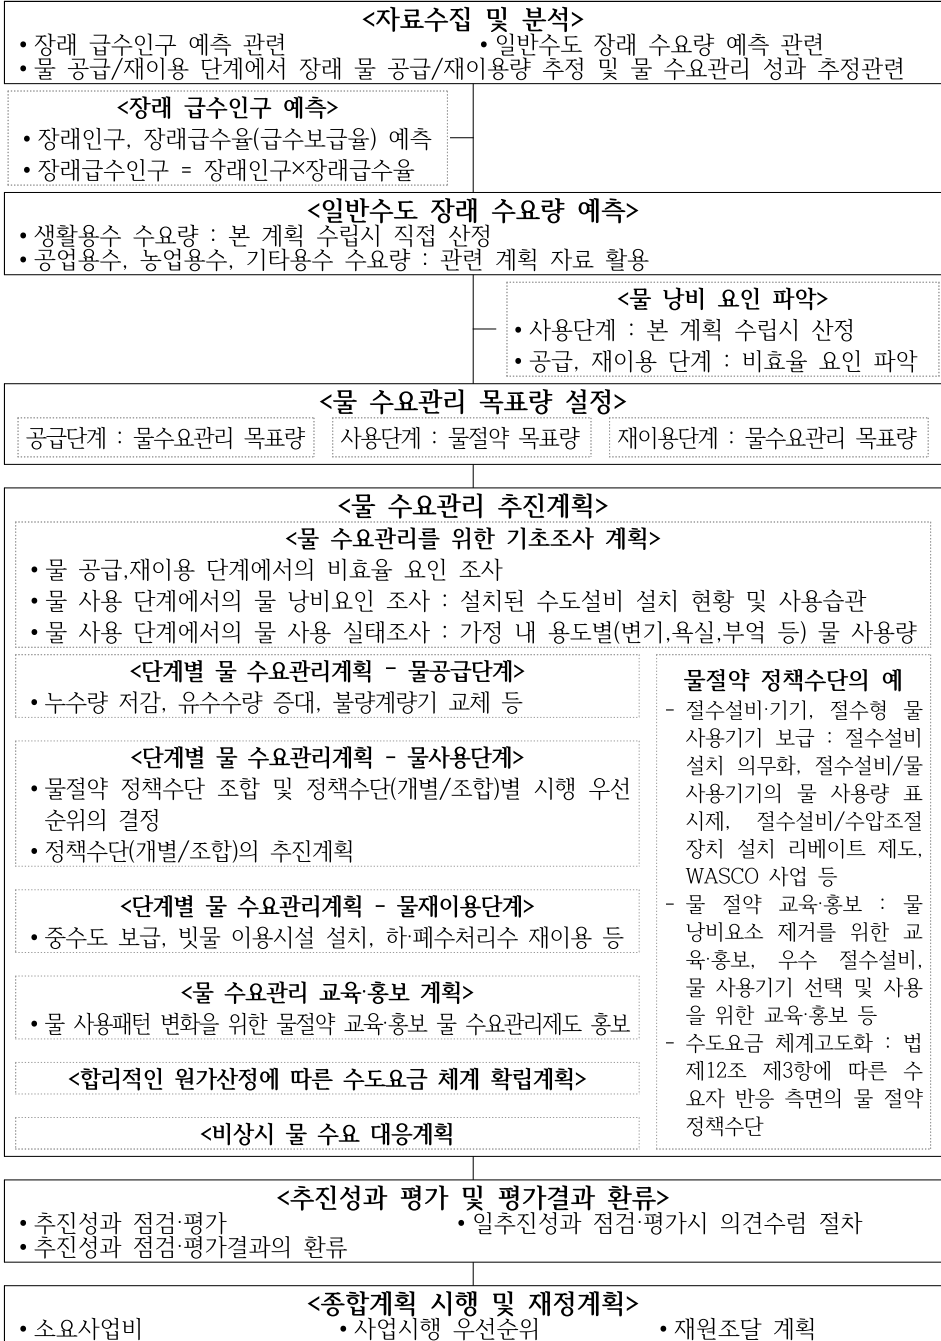 <자료수집 및 분석>
• 장래 급수인구 예측 관련 • 일반수도 장래 수요량 예측 관련
• 물 공급/재이용 단계에서 장래 물 공급/재이용량 추정 및 물 수요관리 성과 추정관련
<장래 급수인구 예측>
• 장래인구, 장래급수율(급수보급율) 예측
• 장래급수인구 = 장래인구×장래급수율
<일반수도 장래 수요량 예측>
• 생활용수 수요량 : 본 계획 수립시 직접 산정
• 공업용수, 농업용수, 기타용수 수요량 : 관련 계획 자료 활용
<물 낭비 요인 파악>
• 사용단계 : 본 계획 수립시 산정
• 공급, 재이용 단계 : 비효율 요인 파악
<물 수요관리 목표량 설정>
공급단계 : 물수요관리 목표량 사용단계 : 물절약 목표량 재이용단계 : 물수요관리 목표량
<물 수요관리 추진계획>
<물 수요관리를 위한 기초조사 계획>
• 물 공급,재이용 단계에서의 비효율 요인 조사
• 물 사용 단계에서의 물 낭비요인 조사 : 설치된 수도설비 설치 현황 및 사용습관
• 물 사용 단계에서의 물 사용 실태조사 : 가정 내 용도별(변기,욕실,부엌 등) 물 사용량
<단계별 물 수요관리계획 - 물공급단계>
• 누수량 저감, 유수수량 증대, 불량계량기 교체 등
<단계별 물 수요관리계획 - 물사용단계>
• 물절약 정책수단 조합 및 정책수단(개별/조합)별 시행 우선
순위의 결정
• 정책수단(개별/조합)의 추진계획
<단계별 물 수요관리계획 - 물재이용단계>
• 중수도 보급, 빗물 이용시설 설치, 하·폐수처리수 재이용 등
<물 수요관리 교육·홍보 계획>
• 물 사용패턴 변화을 위한 물절약 교육·홍보 물 수요관리제도 홍보
<합리적인 원가산정에 따른 수도요금 체계 확립계획>
<비상시 물 수요 대응계획
물절약 정책수단의 예
- 절수설비·기기, 절수형 물
사용기기 보급 : 절수설비
설치 의무화, 절수설비/물
사용기기의 물 사용량 표
시제, 절수설비/수압조절
장치 설치 리베이트 제도,
WASCO 사업 등
- 물 절약 교육·홍보 : 물
낭비요소 제거를 위한 교
육·홍보, 우수 절수설비,
물 사용기기 선택 및 사용
을 위한 교육·홍보 등
- 수도요금 체계고도화 : 법
제12조 제3항에 따른 수
요자 반응 측면의 물 절약
정책수단
<추진성과 평가 및 평가결과 환류>
• 추진성과 점검·평가 • 일추진성과 점검·평가시 의견수렴 절차
• 추진성과 점검·평가결과의 환류
<종합계획 시행 및 재정계획>
• 소요사업비 • 사업시행 우선순위 • 재원조달 계획